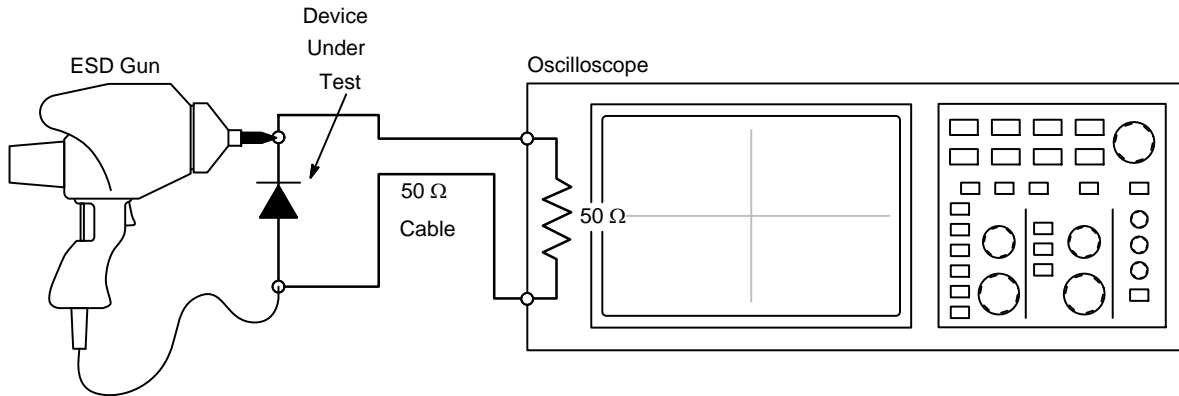 Device
Under
Test
ESD Gun
Oscilloscope
50 Ω
Cable
50 Ω